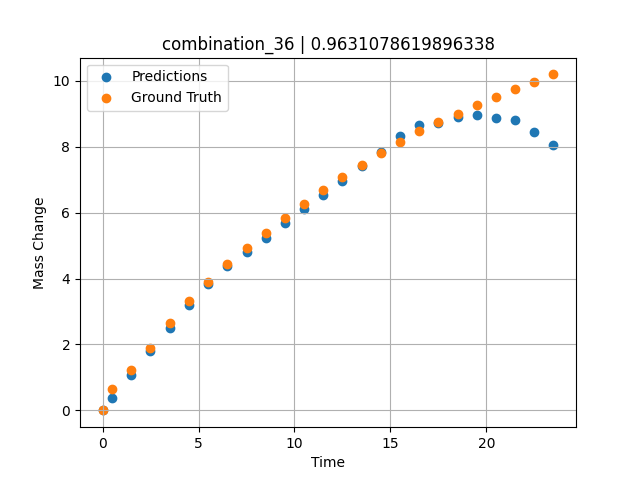 combination_36 | 0.9631078619896338
Predictions
Ground Truth
Mass Change
10
8
6
4
2
0
0 5 10 15 20
Time